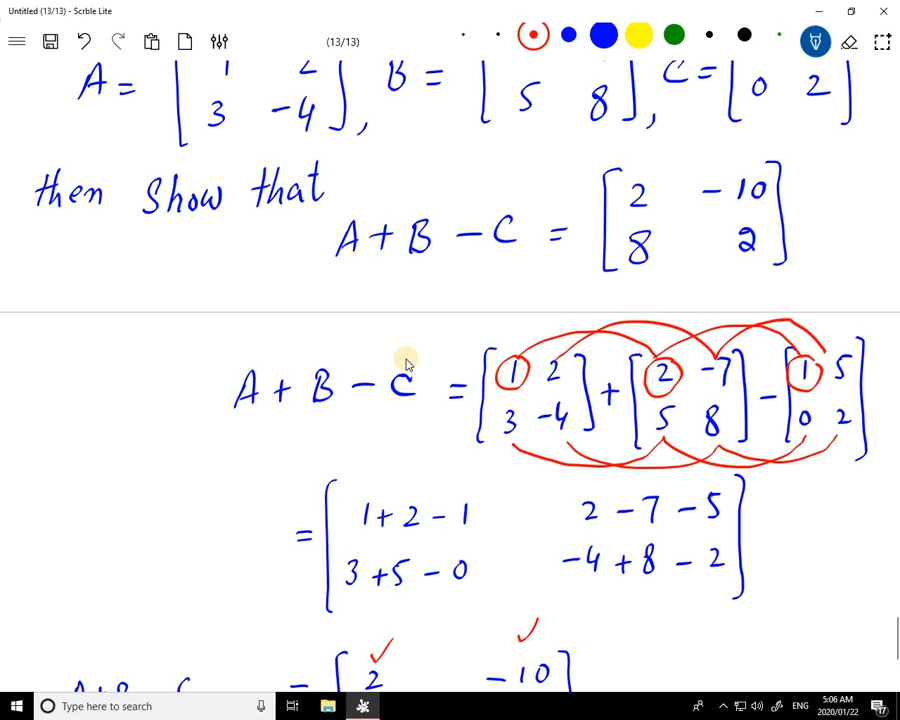 Untitled (13/13) - Scrble Lite
(13/13)
A = [ 1 2
3 -4 ], B = [
5 8 ], C = [ 0 2 ]
then show that
A + B - C = [ 2 -10
8 2 ]
A + B - C = [ 1 2
3 -4 ] + [ 2 -7
5 8 ] - [ 1 5
0 2 ]
= [ 1 + 2 - 1 2 - 7 - 5
3 + 5 - 0 -4 + 8 - 2 ]
= [ 2 -10 ]
Type here to search
ENG
5:06 AM
2020/01/22
17